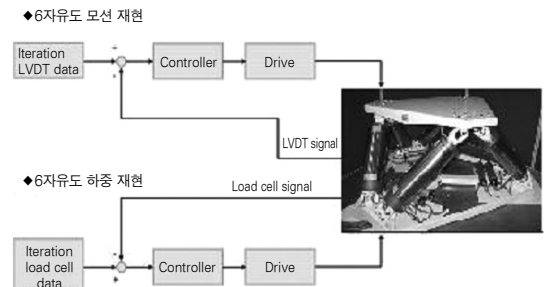 ◆6자유도 모션 재현
Iteration
LVDT data
Controller
Drive
LVDT signal
◆6자유도 하중 재현
Load cell signal
Iteration
load cell
data
Controller
Drive
+